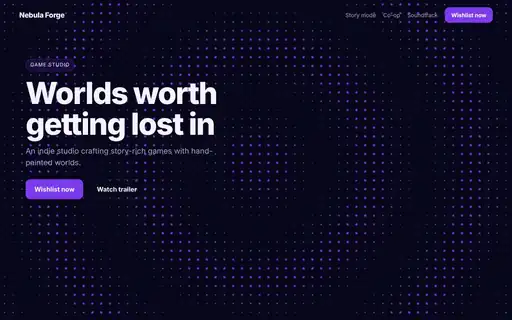 Nebula Forge
Story mode Co-op Soundtrack Wishlist now
GAME STUDIO
Worlds worth
getting lost in
An indie studio crafting story-rich games with hand-
painted worlds.
Wishlist now Watch trailer